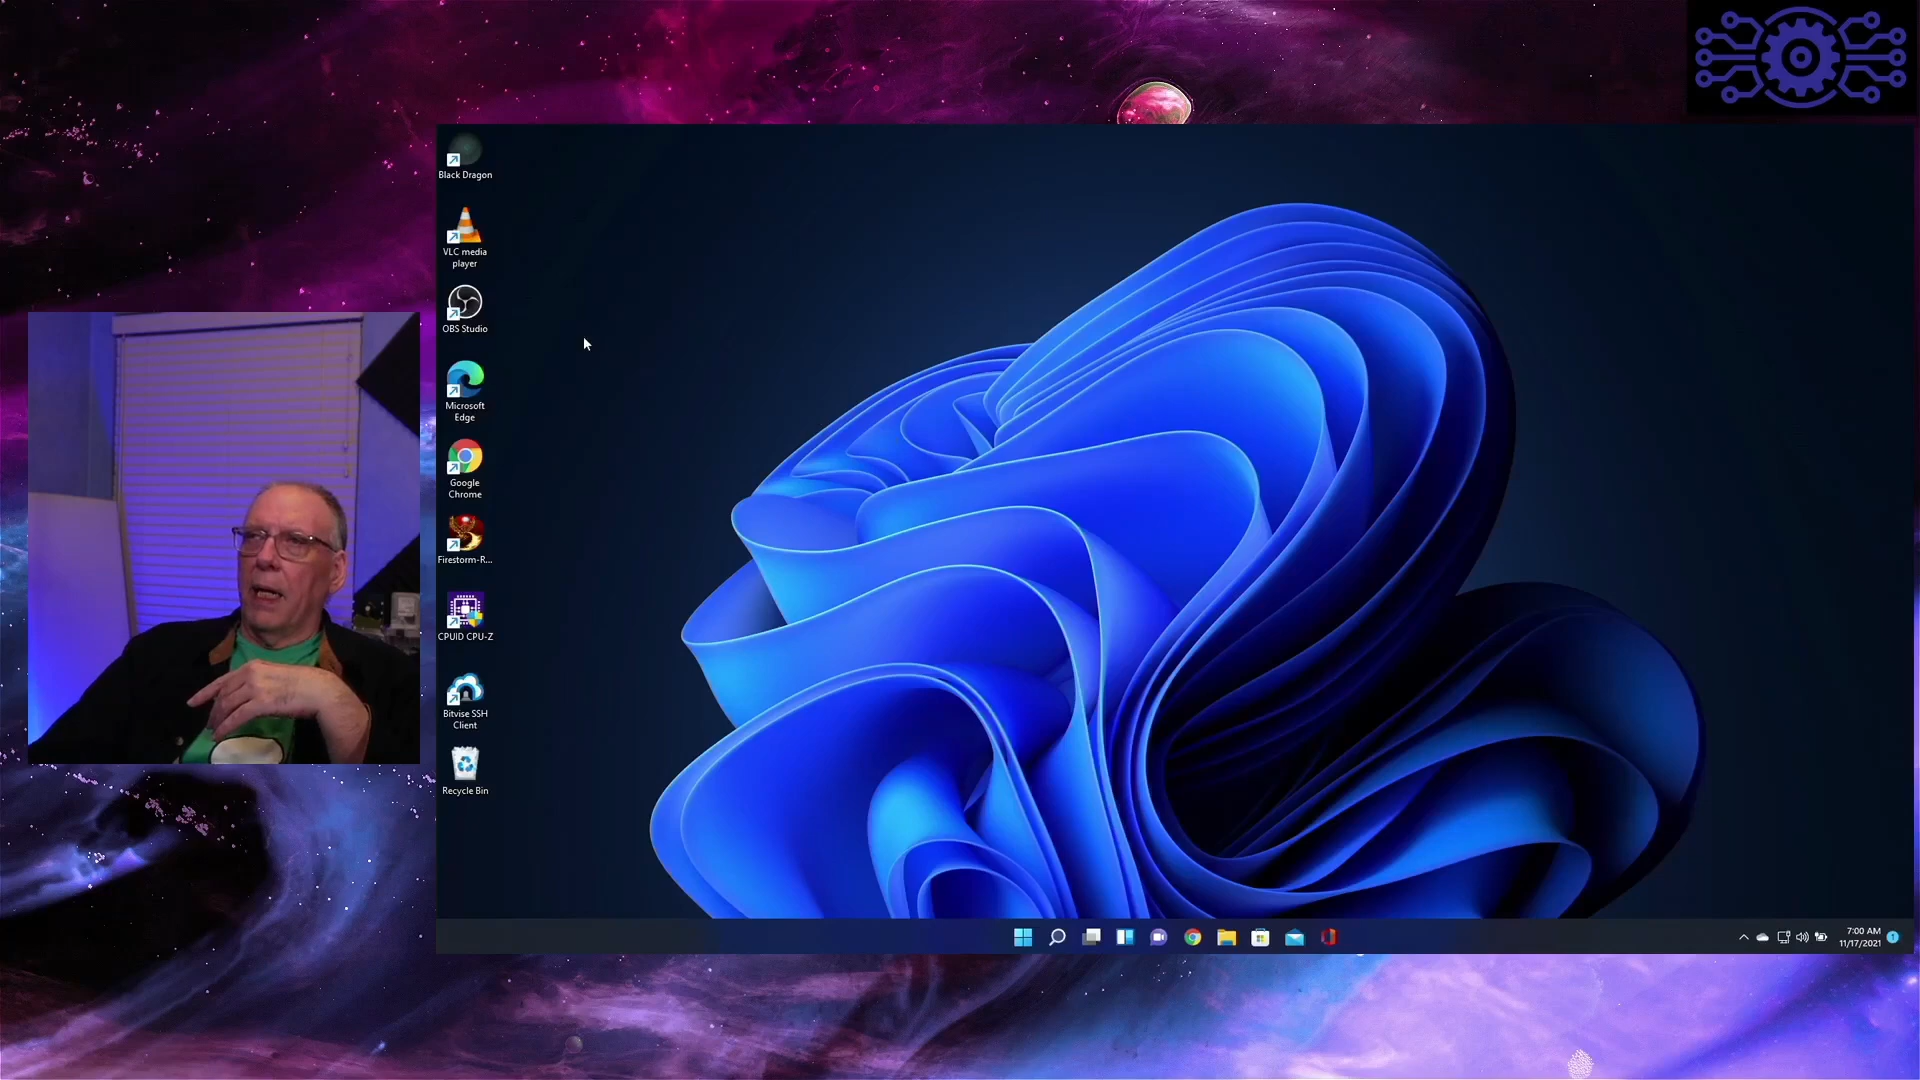 Black Dragon
VLC media
player
OBS Studio
Microsoft
Edge
Google
Chrome
Firestorm-R...
CPUID CPU-Z
Bitvise SSH
Client
Recycle Bin
7:00 AM
11/17/2021
1